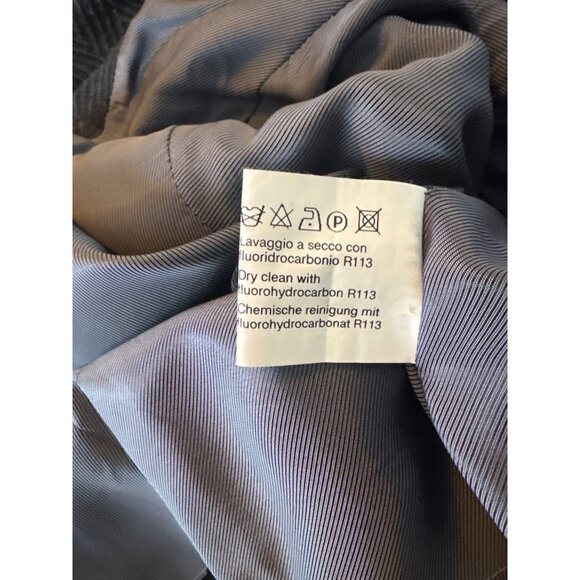 P
Lavaggio a secco con
fluoridrocarbonio R113
Dry clean with
fluorohydrocarbon R113
Chemische reinigung mit
fluorohydrocarbonat R113